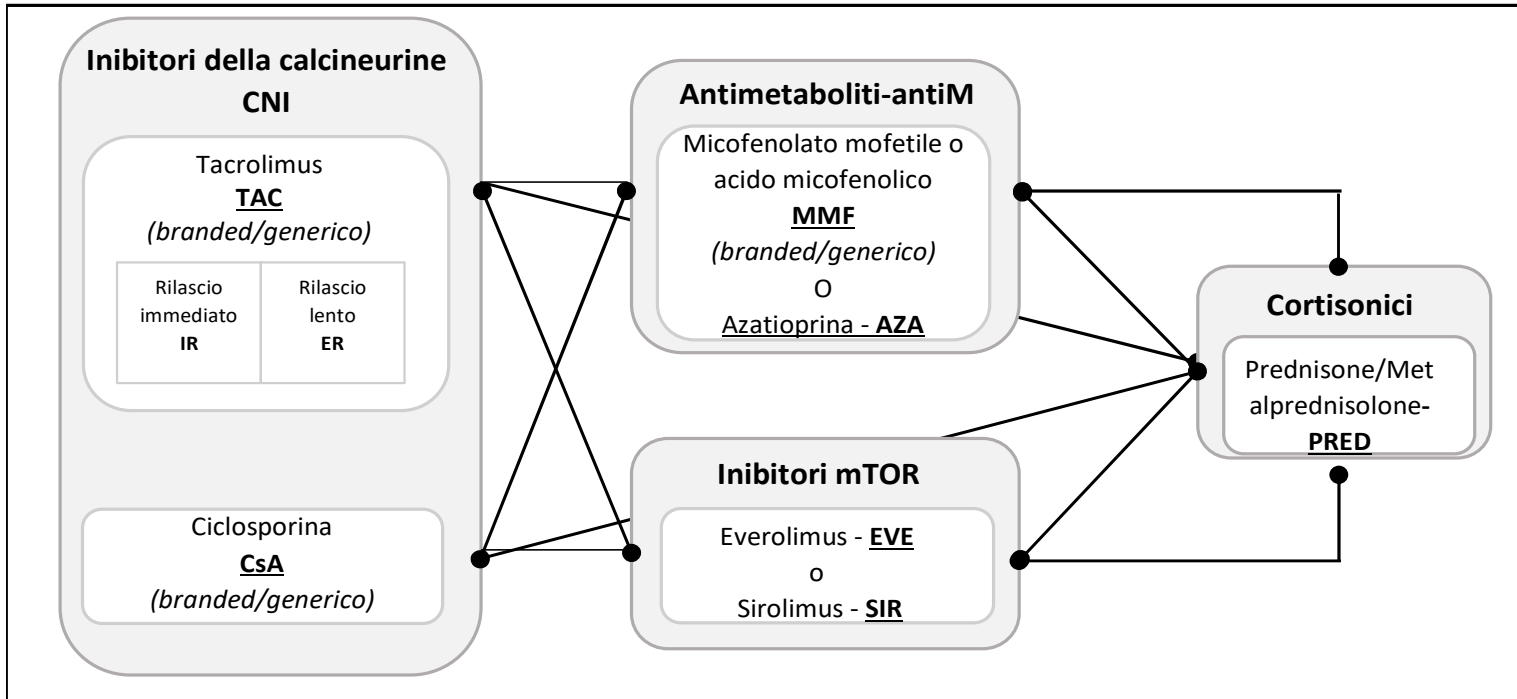 Inibitori della calcineurine
CNI
Tacrolimus
TAC
(branded/generico)
Rilascio
immediato
IR
Rilascio
lento
ER
Ciclosporina
CsA
(branded/generico)
Antimetaboliti-antiM
Micofenolato mofetile o
acido micofenolico
MMF
(branded/generico)
O
Azatioprina - AZA
Inibitori mTOR
Everolimus - EVE
o
Sirolimus - SIR
Cortisonici
Prednisone/Met
alprednisolone-
PRED